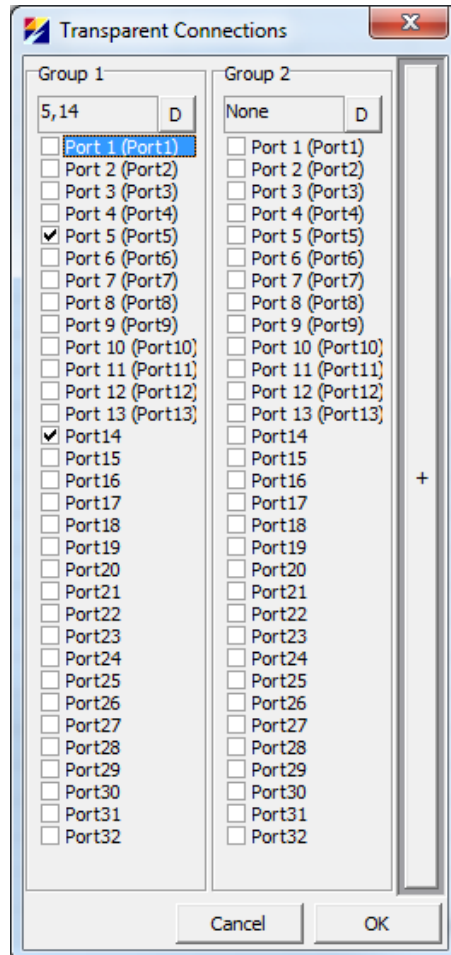 Transparent Connections
X
Group 1
5,14
D
Port 1 (Port1)
Port 2 (Port2)
Port 3 (Port3)
Port 4 (Port4)
Port 5 (Port5)
Port 6 (Port6)
Port 7 (Port7)
Port 8 (Port8)
Port 9 (Port9)
Port 10 (Port10)
Port 11 (Port11)
Port 12 (Port12)
Port 13 (Port13)
Port14
Port15
Port16
Port17
Port18
Port19
Port20
Port21
Port22
Port23
Port24
Port25
Port26
Port27
Port28
Port29
Port30
Port31
Port32
Group 2
None
D
Port 1 (Port1)
Port 2 (Port2)
Port 3 (Port3)
Port 4 (Port4)
Port 5 (Port5)
Port 6 (Port6)
Port 7 (Port7)
Port 8 (Port8)
Port 9 (Port9)
Port 10 (Port10)
Port 11 (Port11)
Port 12 (Port12)
Port 13 (Port13)
Port14
Port15
Port16
Port17
Port18
Port19
Port20
Port21
Port22
Port23
Port24
Port25
Port26
Port27
Port28
Port29
Port30
Port31
Port32
+
Cancel
OK